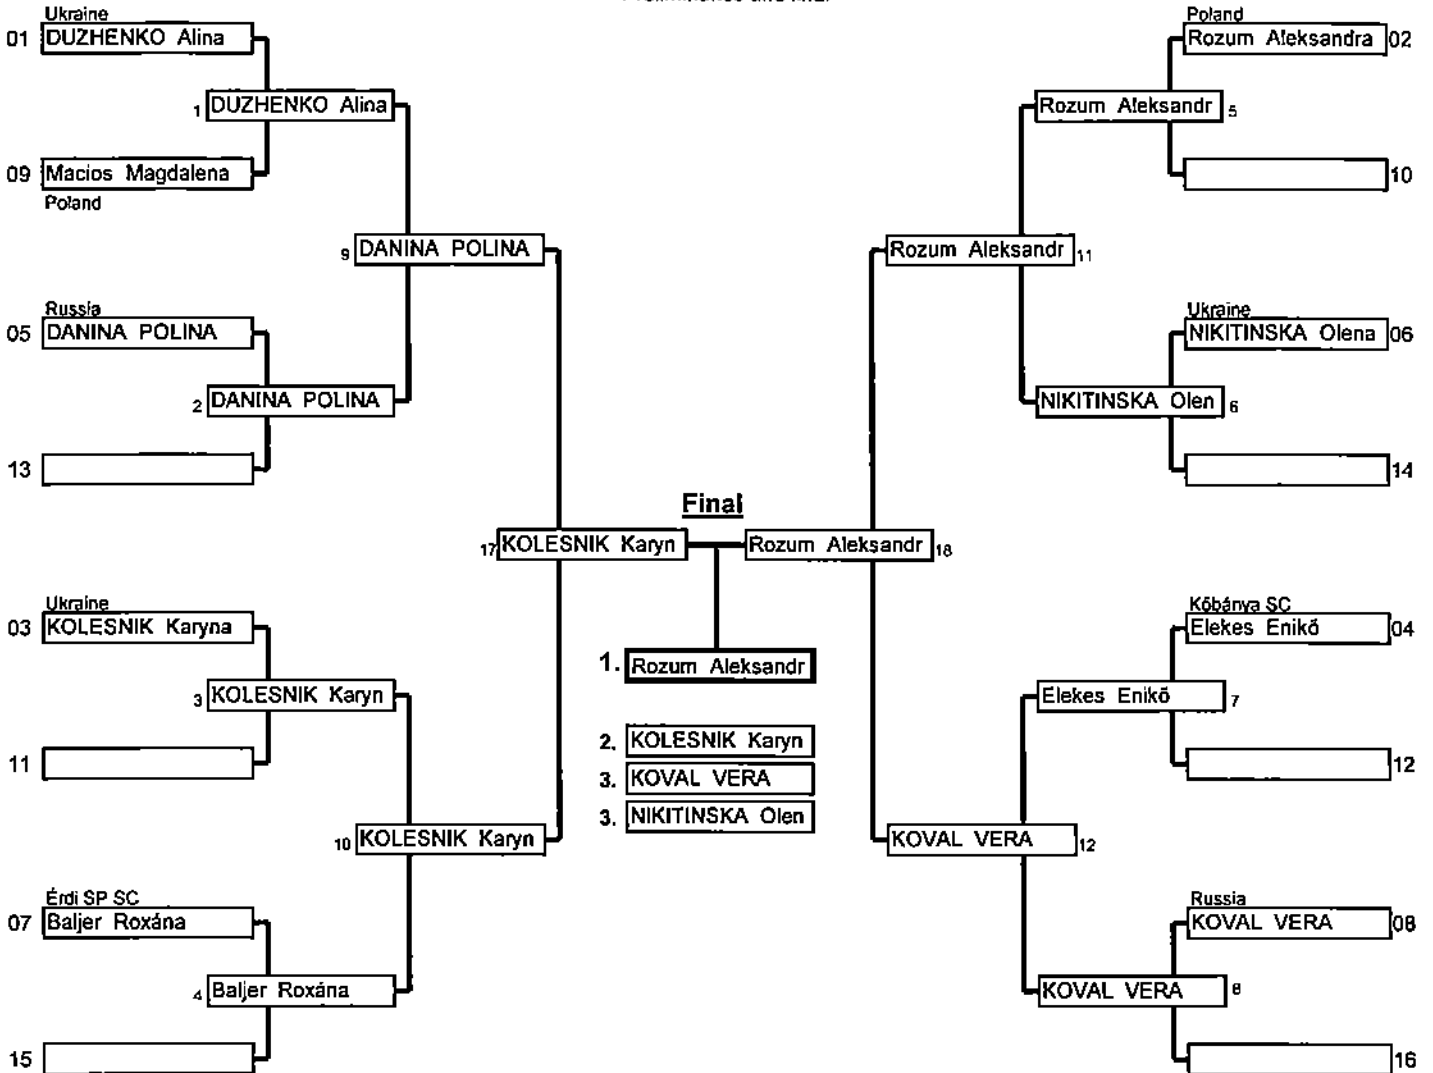 Ukraine
01 DUZHENKO Alina
1 DUZHENKO Alina
09 Macios Magdalena
Poland
9 DANINA POLINA
Russia
05 DANINA POLINA
2 DANINA POLINA
13
17 KOLESNIK Karyn
Ukraine
03 KOLESNIK Karyna
3 KOLESNIK Karyn
11
10 KOLESNIK Karyn
Érdi SP SC
07 Baljer Roxána
4 Baljer Roxána
15
Final
1. Rozum Aleksandr
2. KOLESNIK Karyn
3. KOVAL VERA
3. NIKITINSKA Olen
Poland
Rozum Aleksandra 02
Rozum Aleksandr 5
10
Rozum Aleksandr 11
Ukraine
NIKITINSKA Olena 06
NIKITINSKA Olen 6
14
Rozum Aleksandr 18
Kőbánya SC
Elekes Enikő 04
Elekes Enikő 7
12
KOVAL VERA 12
Russia
KOVAL VERA 08
KOVAL VERA 8
16